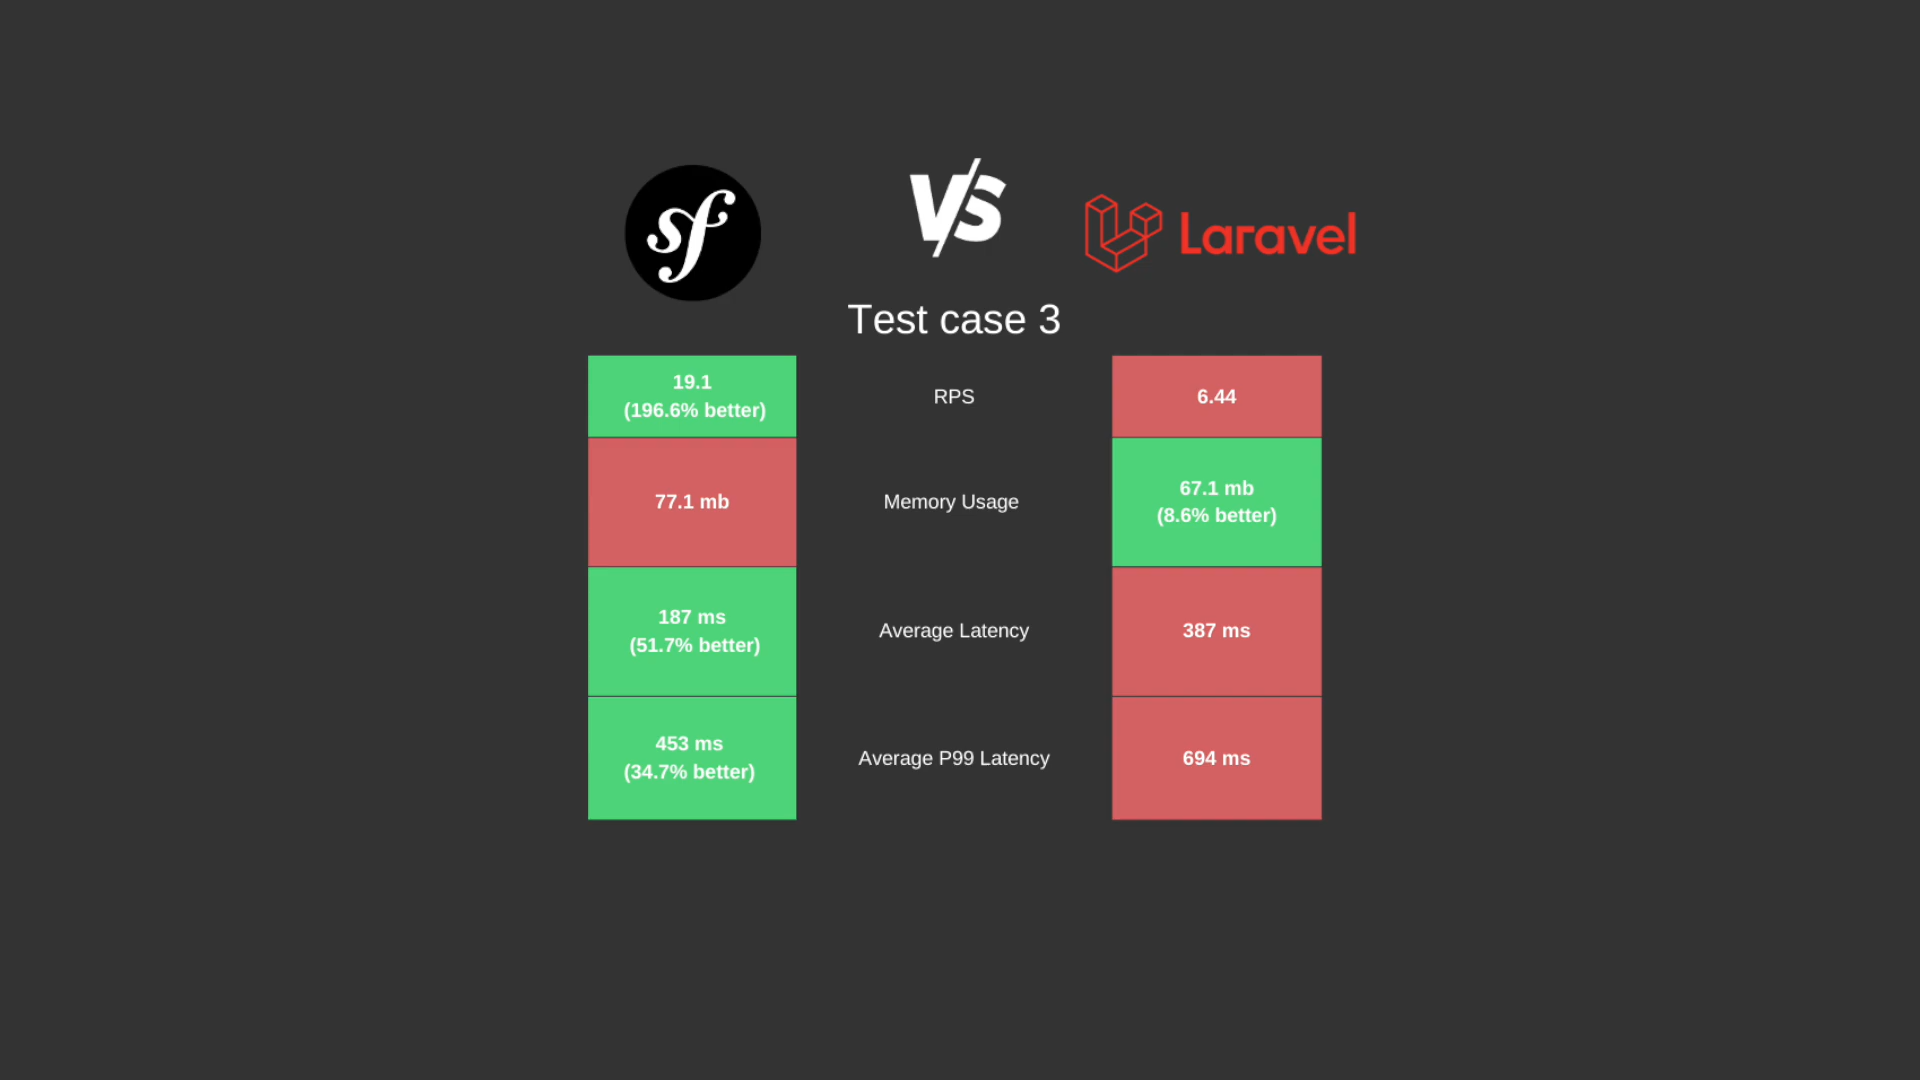 sf
VS
Laravel
Test case 3
19.1
(196.6% better)
RPS
6.44
77.1 mb
Memory Usage
67.1 mb
(8.6% better)
187 ms
(51.7% better)
Average Latency
387 ms
453 ms
(34.7% better)
Average P99 Latency
694 ms